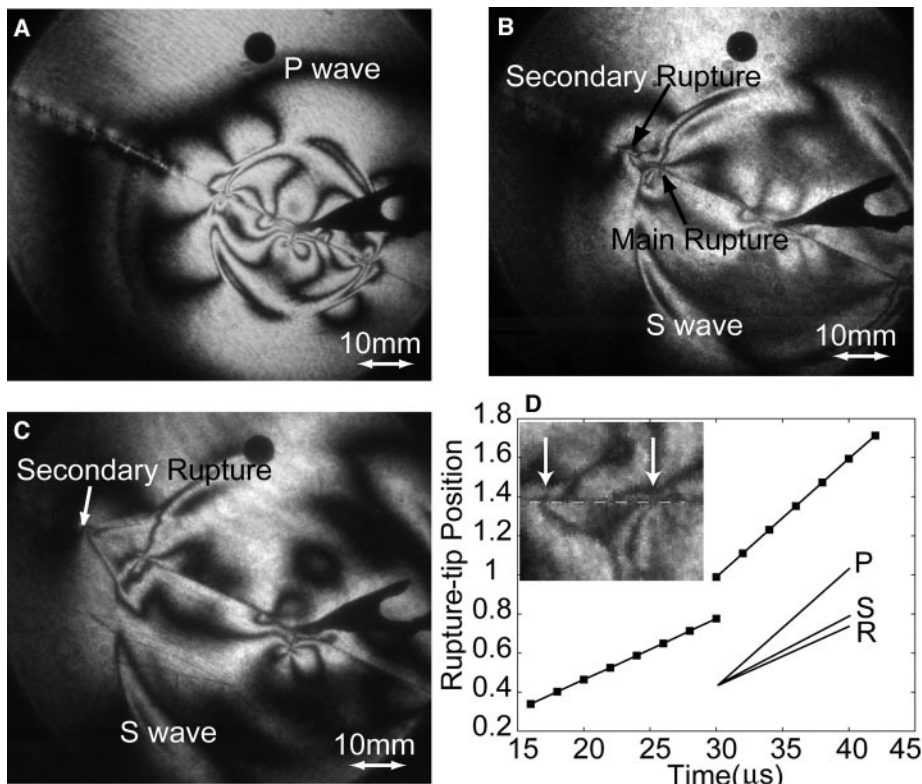 A
P wave
10mm
B
Secondary Rupture
Main Rupture
S wave
10mm
C
Secondary Rupture
S wave
10mm
D
Rupture-tip Position
1.8
1.6
1.4
1.2
1
0.8
0.6
0.4
0.2
P
S
R
15 20 25 30 35 40 45
Time(μs)